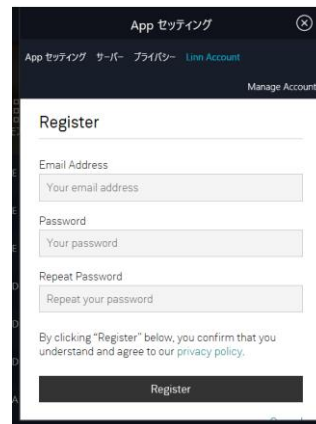 App セッティング
App セッティング サーバー プライバシー Linn Account
Manage Account
Register
Email Address
Your email address
Password
Your password
Repeat Password
Repeat your password
By clicking "Register" below, you confirm that you
understand and agree to our privacy policy.
Register